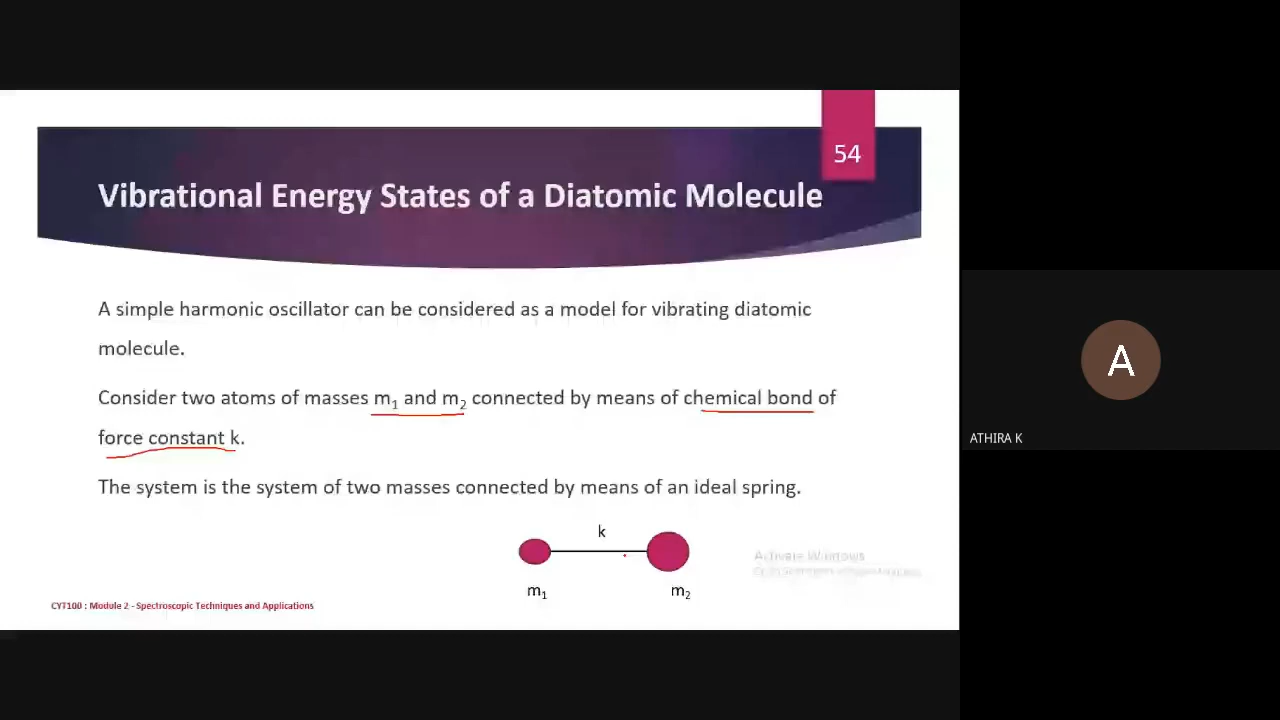 54
Vibrational Energy States of a Diatomic Molecule
A simple harmonic oscillator can be considered as a model for vibrating diatomic
molecule.
Consider two atoms of masses m₁ and m₂ connected by means of chemical bond of
force constant k.
The system is the system of two masses connected by means of an ideal spring.
k
m₁
m₂
Activate Windows
CYT100 : Module 2 - Spectroscopic Techniques and Applications
A
ATHIRA K